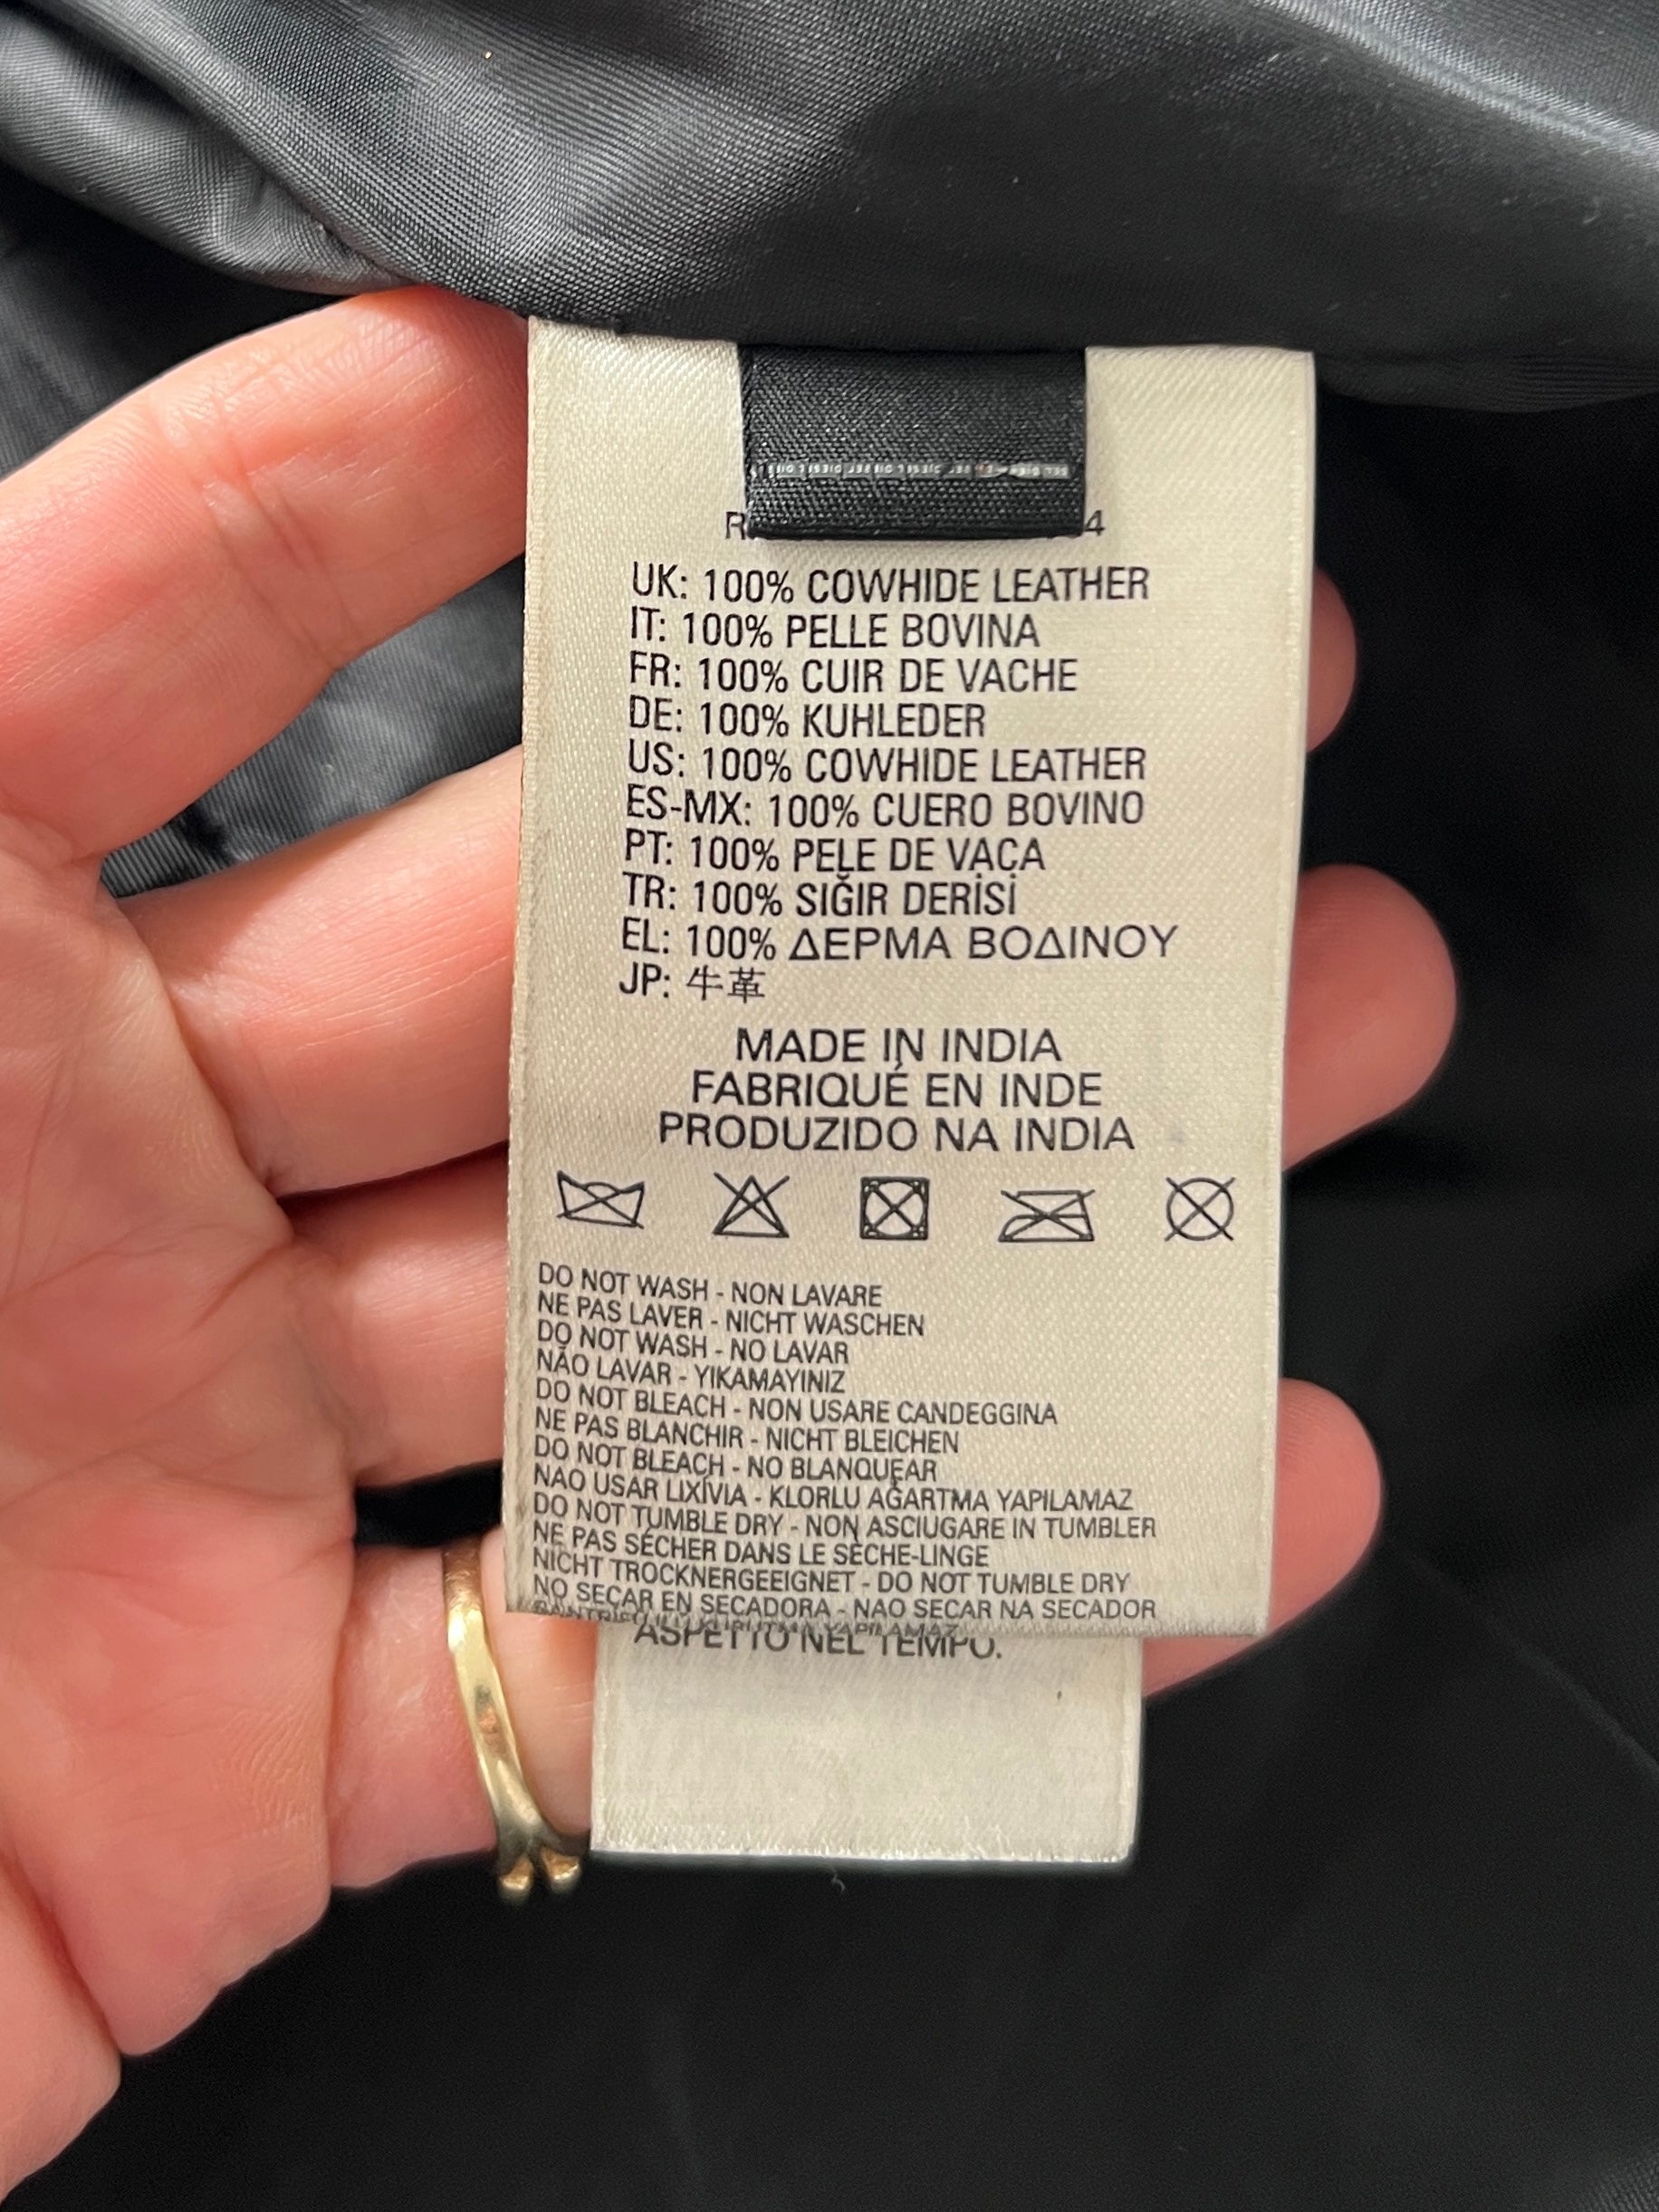 DIESEL DIESEL
R 4
UK: 100% COWHIDE LEATHER
IT: 100% PELLE BOVINA
FR: 100% CUIR DE VACHE
DE: 100% KUHLEDER
US: 100% COWHIDE LEATHER
ES-MX: 100% CUERO BOVINO
PT: 100% PELE DE VACA
TR: 100% SIĞIR DERİSİ
EL: 100% ΔΕΡΜΑ ΒΟΔΙΝΟΥ
JP: 牛革
MADE IN INDIA
FABRIQUÉ EN INDE
PRODUZIDO NA INDIA
DO NOT WASH - NON LAVARE
NE PAS LAVER - NICHT WASCHEN
DO NOT WASH - NO LAVAR
NÃO LAVAR - YIKAMAYINIZ
DO NOT BLEACH - NON USARE CANDEGGINA
NE PAS BLANCHIR - NICHT BLEICHEN
DO NOT BLEACH - NO BLANQUEAR
NAO USAR LIXÍVIA - KLORLU AĞARTMA YAPILAMAZ
DO NOT TUMBLE DRY - NON ASCIUGARE IN TUMBLER
NE PAS SÉCHER DANS LE SÈCHE-LINGE
NICHT TROCKNERGEEIGNET - DO NOT TUMBLE DRY
NO SECAR EN SECADORA - NAO SECAR NA SECADOR
YAPILAMAZ
ASPETTO NEL TEMPO.